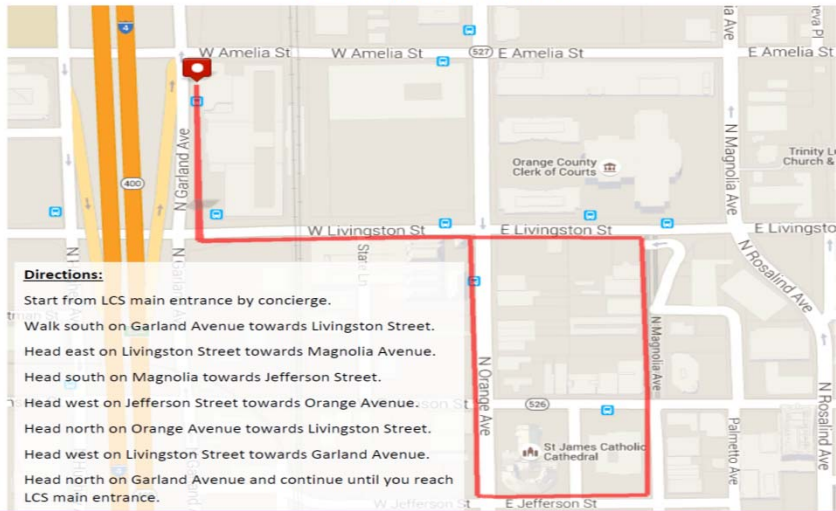 W Amelia St
W Amelia St
527
E Amelia St
E Amelia St
4
N Garland Ave
400
Orange County
Clerk of Courts
N Magnolia Ave
Trinity
Church &
W Livingston St
E Livingston St
E Livingsto
Directions:
Start from LCS main entrance by concierge.
Walk south on Garland Avenue towards Livingston Street.
Head east on Livingston Street towards Magnolia Avenue.
Head south on Magnolia towards Jefferson Street.
Head west on Jefferson Street towards Orange Avenue.
Head north on Orange Avenue towards Livingston Street.
Head west on Livingston Street towards Garland Avenue.
Head north on Garland Avenue and continue until you reach
LCS main entrance.
N Orange Ave
N Magnolia Ave
N Rosalind Ave
N Rosalind Ave
Palmetto Ave
526
St James Catholic
Cathedral
W Jefferson St
E Jefferson St